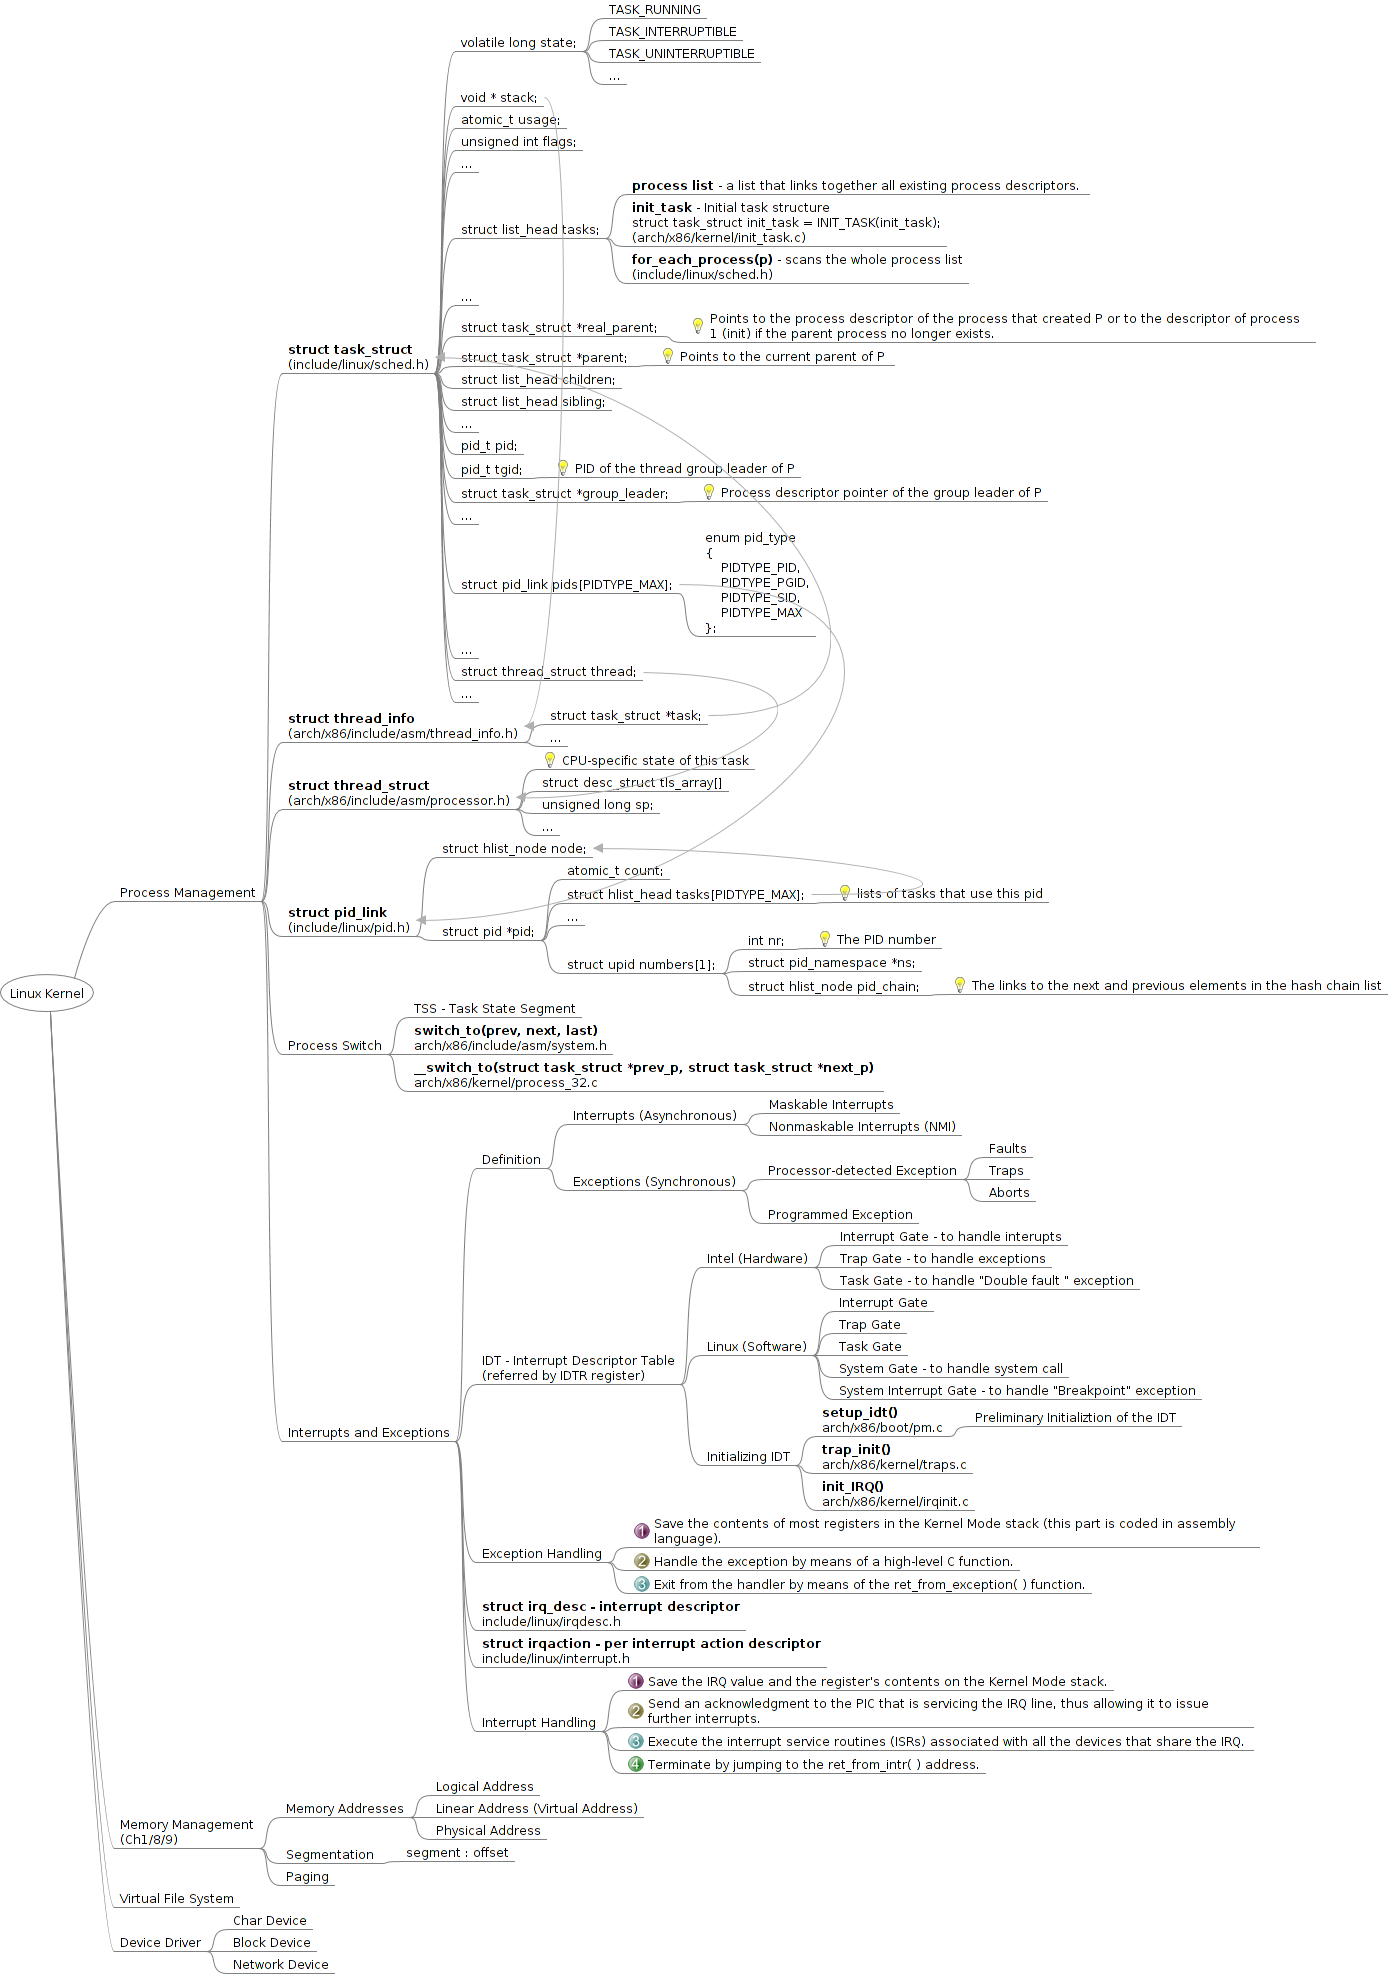 TASK_RUNNING
TASK_INTERRUPTIBLE
volatile long state;
TASK_UNINTERRUPTIBLE
...
void * stack;
atomic_t usage;
unsigned int flags;
...
process list - a list that links together all existing process descriptors.
init_task - Initial task structure
struct task_struct init_task = INIT_TASK(init_task);
(arch/x86/kernel/init_task.c)
struct list_head tasks;
for_each_process(p) - scans the whole process list
(include/linux/sched.h)
...
struct task_struct *real_parent;
Points to the process descriptor of the process that created P or to the descriptor of process
1 (init) if the parent process no longer exists.
struct task_struct
(include/linux/sched.h)
struct task_struct *parent;
Points to the current parent of P
struct list_head children;
struct list_head sibling;
...
pid_t pid;
pid_t tgid;
PID of the thread group leader of P
struct task_struct *group_leader;
Process descriptor pointer of the group leader of P
...
struct pid_link pids[PIDTYPE_MAX];
enum pid_type
{
PIDTYPE_PID,
PIDTYPE_PGID,
PIDTYPE_SID,
PIDTYPE_MAX
};
...
struct thread_struct thread;
...
struct thread_info
(arch/x86/include/asm/thread_info.h)
struct task_struct *task;
...
struct thread_struct
(arch/x86/include/asm/processor.h)
CPU-specific state of this task
struct desc_struct tls_array[]
unsigned long sp;
...
Process Management
struct pid_link
(include/linux/pid.h)
struct hlist_node node;
struct pid *pid;
atomic_t count;
struct hlist_head tasks[PIDTYPE_MAX];
lists of tasks that use this pid
...
struct upid numbers[1];
int nr;
The PID number
struct pid_namespace *ns;
struct hlist_node pid_chain;
The links to the next and previous elements in the hash chain list
Linux Kernel
Process Switch
TSS - Task State Segment
switch_to(prev, next, last)
arch/x86/include/asm/system.h
__switch_to(struct task_struct *prev_p, struct task_struct *next_p)
arch/x86/kernel/process_32.c
Interrupts and Exceptions
Definition
Interrupts (Asynchronous)
Maskable Interrupts
Nonmaskable Interrupts (NMI)
Exceptions (Synchronous)
Processor-detected Exception
Faults
Traps
Aborts
Programmed Exception
IDT - Interrupt Descriptor Table
(referred by IDTR register)
Intel (Hardware)
Interrupt Gate - to handle interupts
Trap Gate - to handle exceptions
Task Gate - to handle "Double fault " exception
Linux (Software)
Interrupt Gate
Trap Gate
Task Gate
System Gate - to handle system call
System Interrupt Gate - to handle "Breakpoint" exception
Initializing IDT
setup_idt()
arch/x86/boot/pm.c
Preliminary Initializtion of the IDT
trap_init()
arch/x86/kernel/traps.c
init_IRQ()
arch/x86/kernel/irqinit.c
Exception Handling
1 Save the contents of most registers in the Kernel Mode stack (this part is coded in assembly
language).
2 Handle the exception by means of a high-level C function.
3 Exit from the handler by means of the ret_from_exception( ) function.
struct irq_desc - interrupt descriptor
include/linux/irqdesc.h
struct irqaction - per interrupt action descriptor
include/linux/interrupt.h
Interrupt Handling
1 Save the IRQ value and the register's contents on the Kernel Mode stack.
2 Send an acknowledgment to the PIC that is servicing the IRQ line, thus allowing it to issue
further interrupts.
3 Execute the interrupt service routines (ISRs) associated with all the devices that share the IRQ.
4 Terminate by jumping to the ret_from_intr( ) address.
Memory Management
(Ch1/8/9)
Memory Addresses
Logical Address
Linear Address (Virtual Address)
Physical Address
Segmentation
segment : offset
Paging
Virtual File System
Device Driver
Char Device
Block Device
Network Device